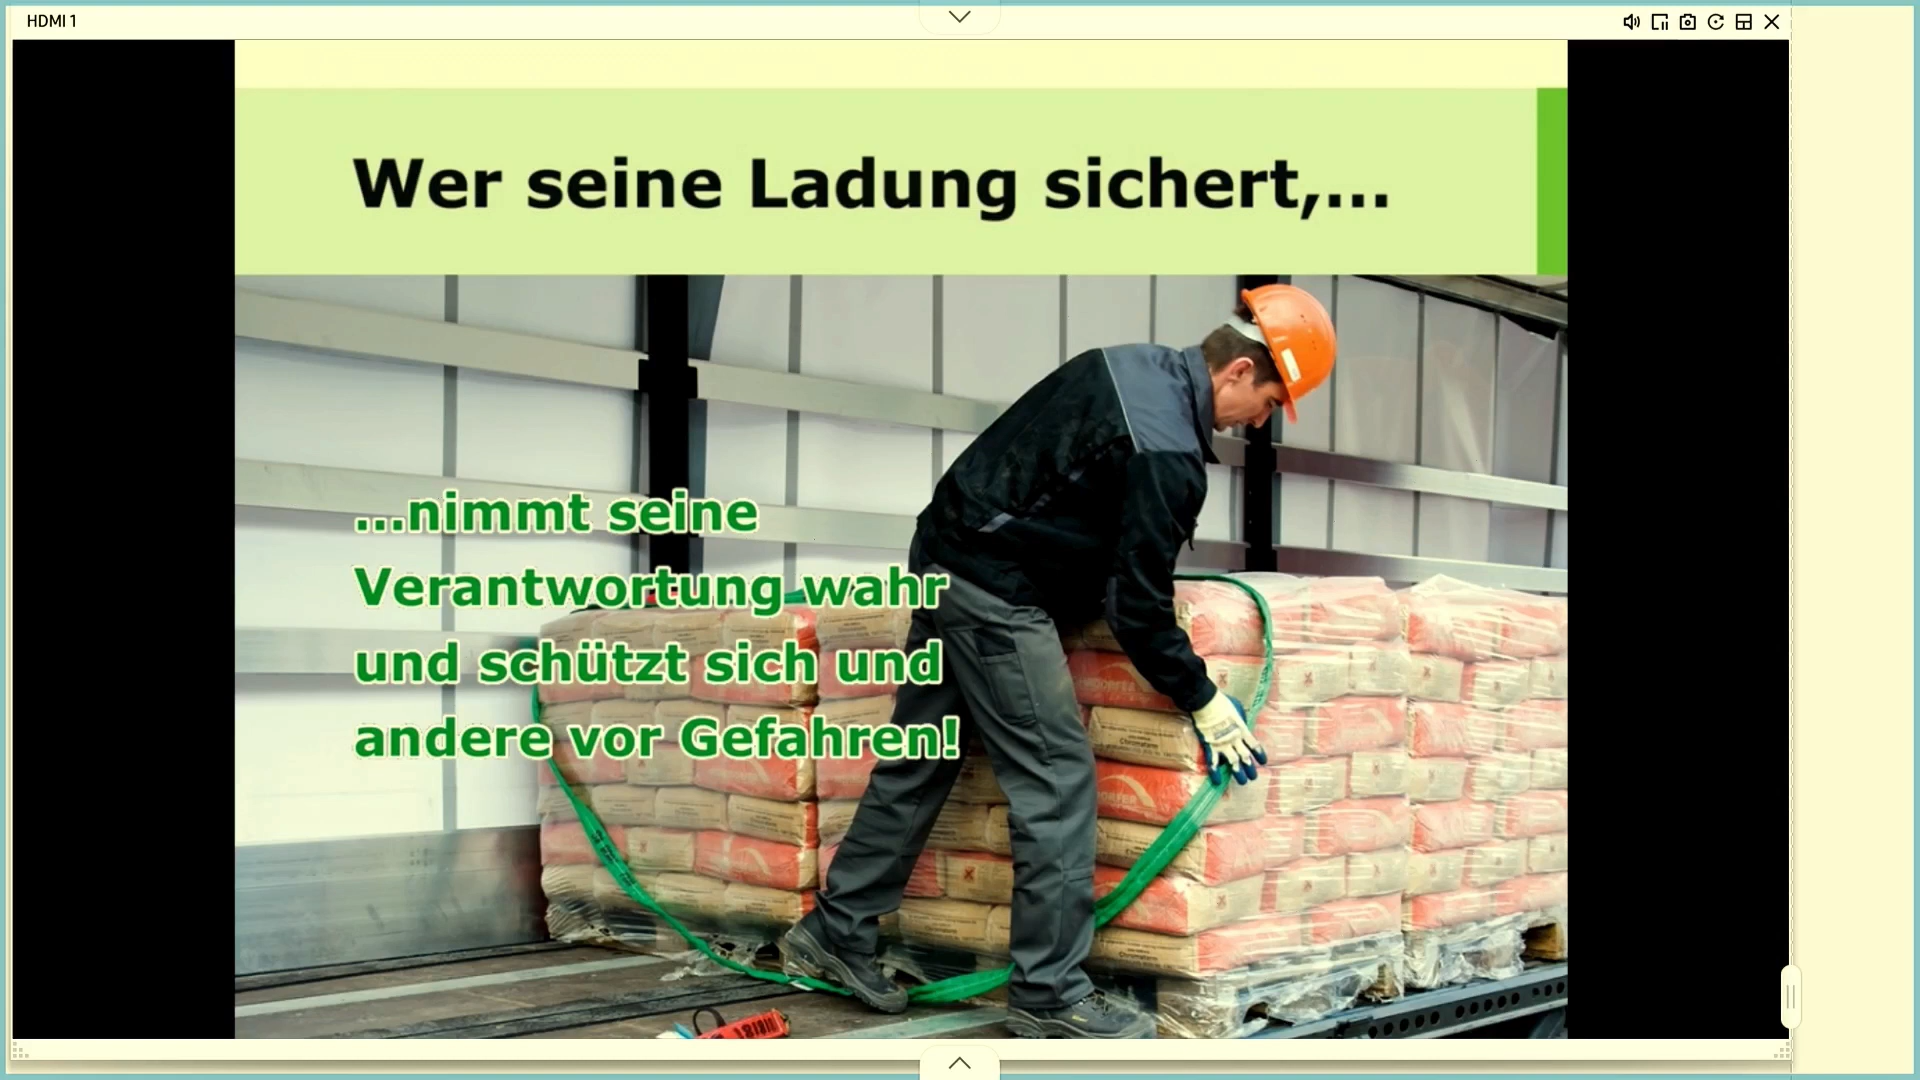 HDMI 1
Wer seine Ladung sichert,...
...nimmt seine
Verantwortung wahr
und schützt sich und
andere vor Gefahren!